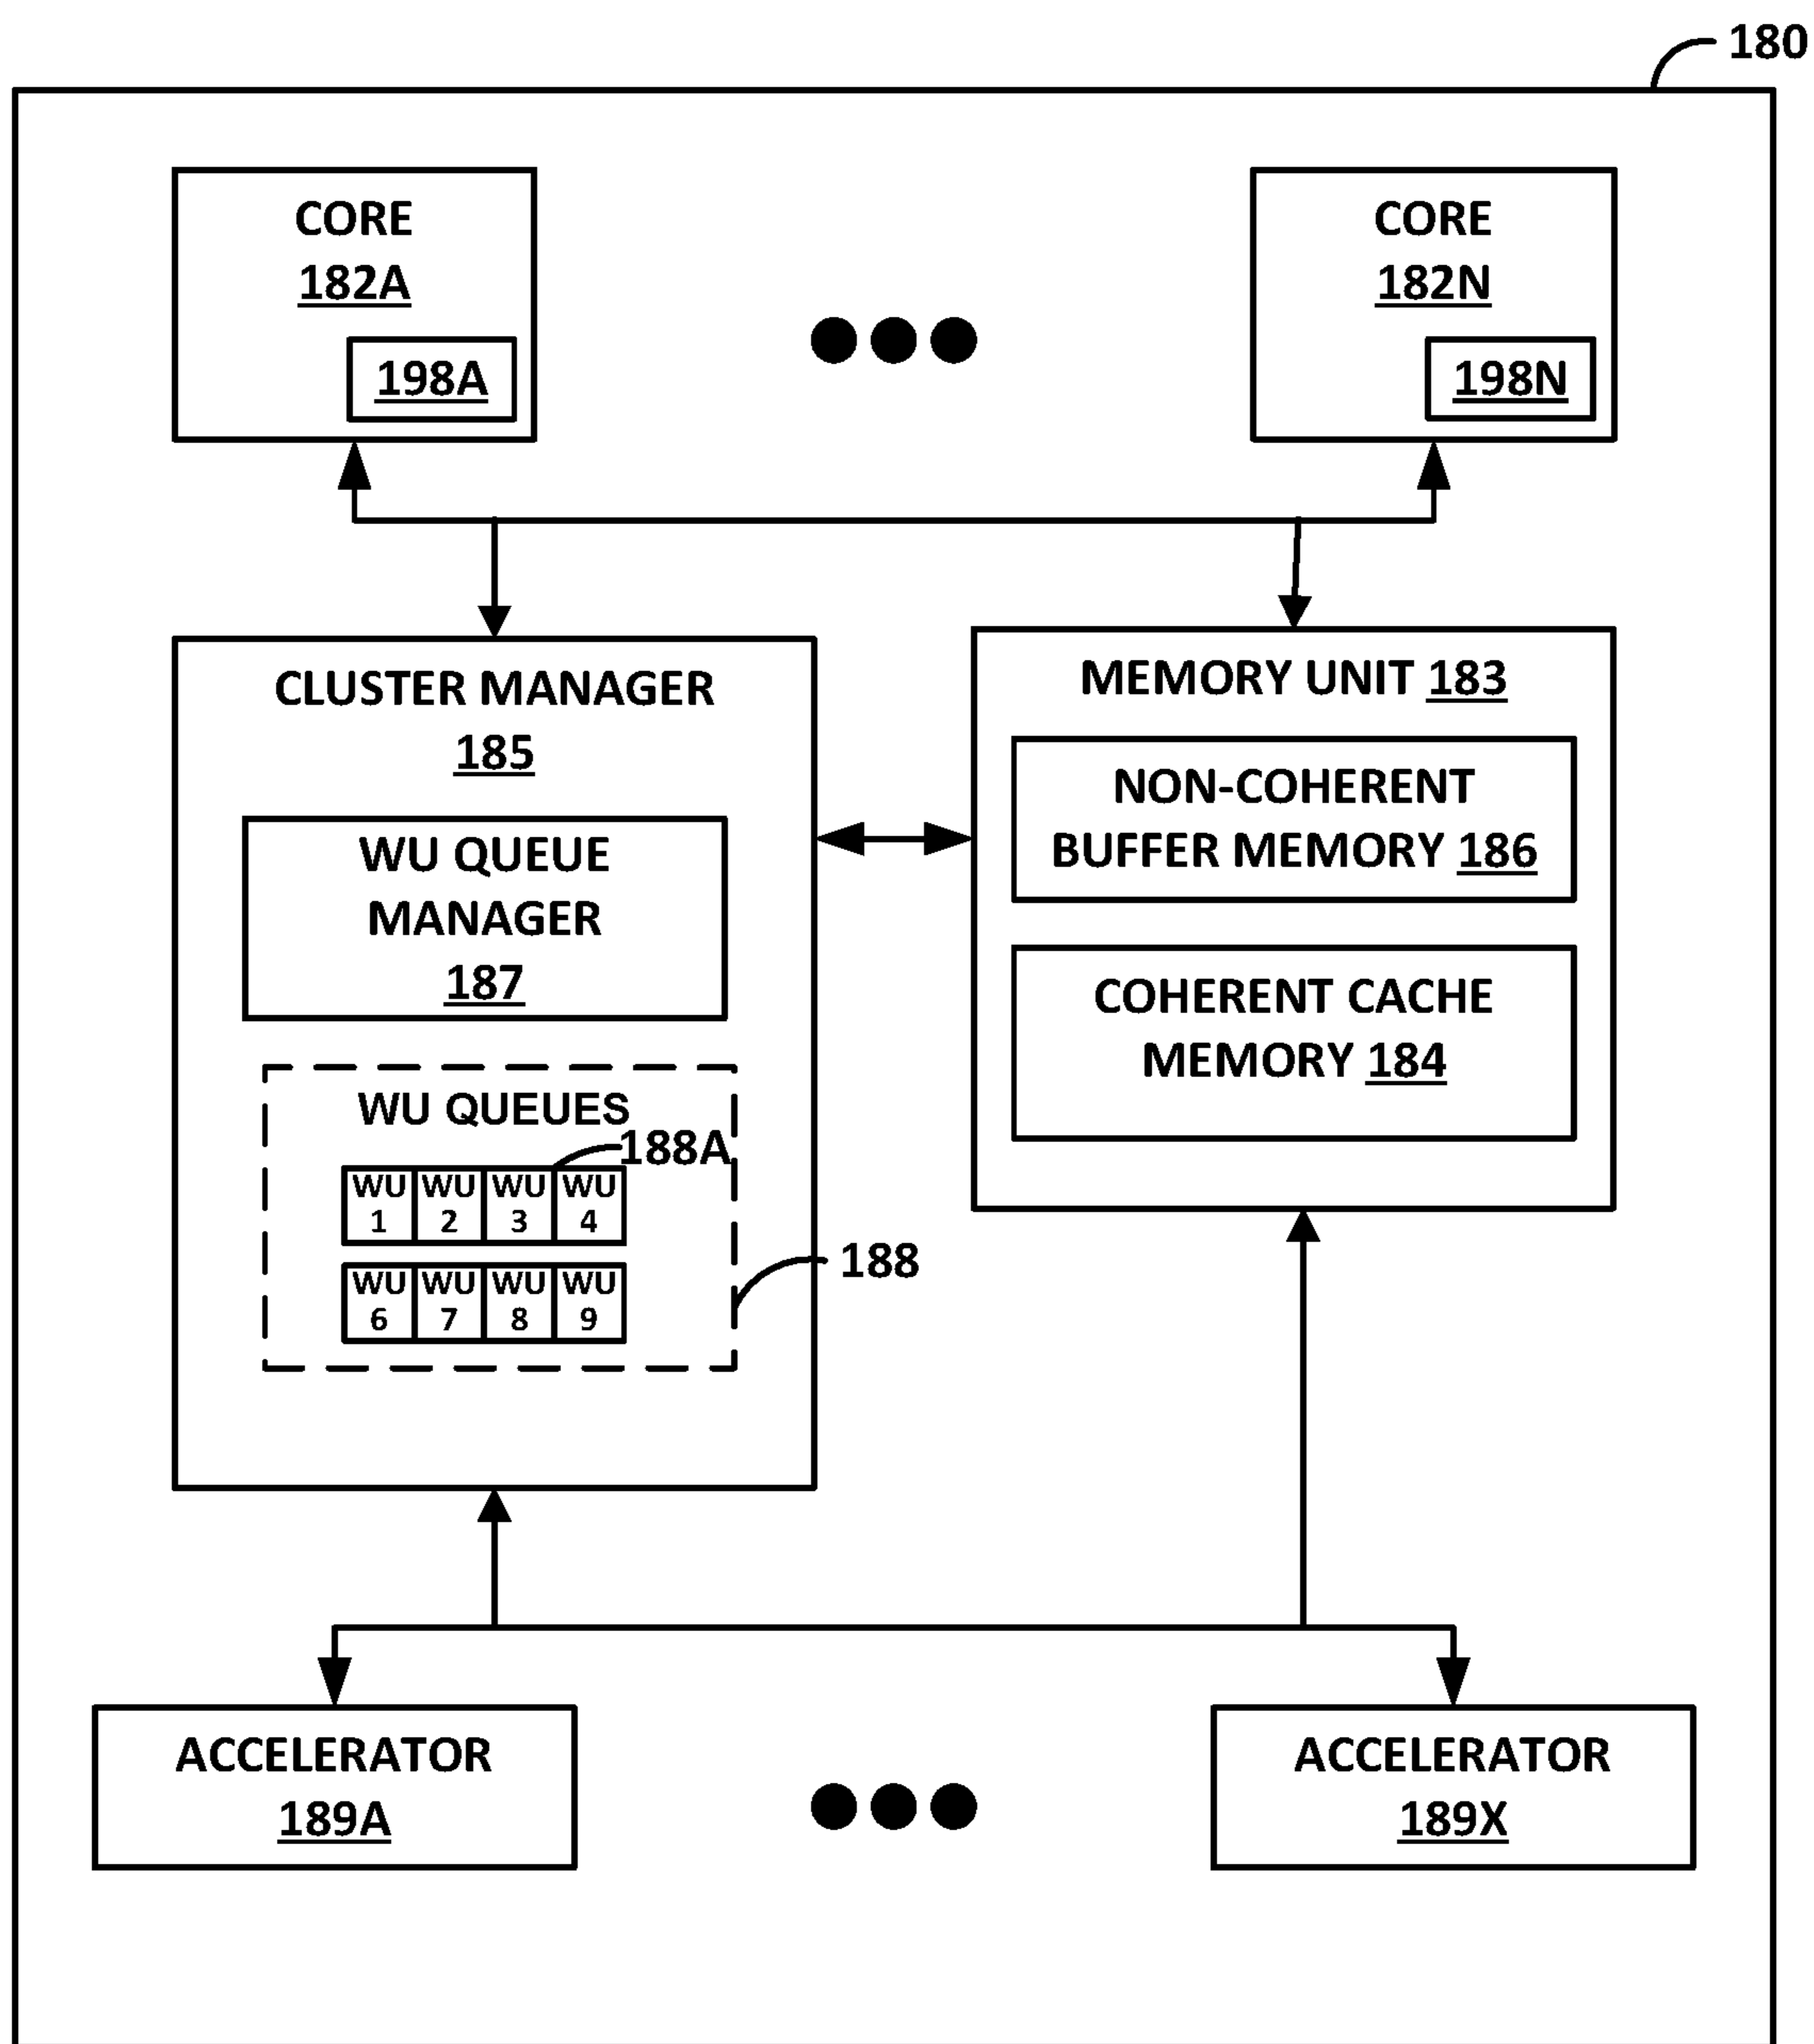 180
CORE
182A
198A
CORE
182N
198N
CLUSTER MANAGER
185
WU QUEUE
MANAGER
187
WU QUEUES
188A
WU WU WU WU
1 2 3 4
WU WU WU WU
6 7 8 9
188
MEMORY UNIT 183
NON-COHERENT
BUFFER MEMORY 186
COHERENT CACHE
MEMORY 184
ACCELERATOR
189A
ACCELERATOR
189X